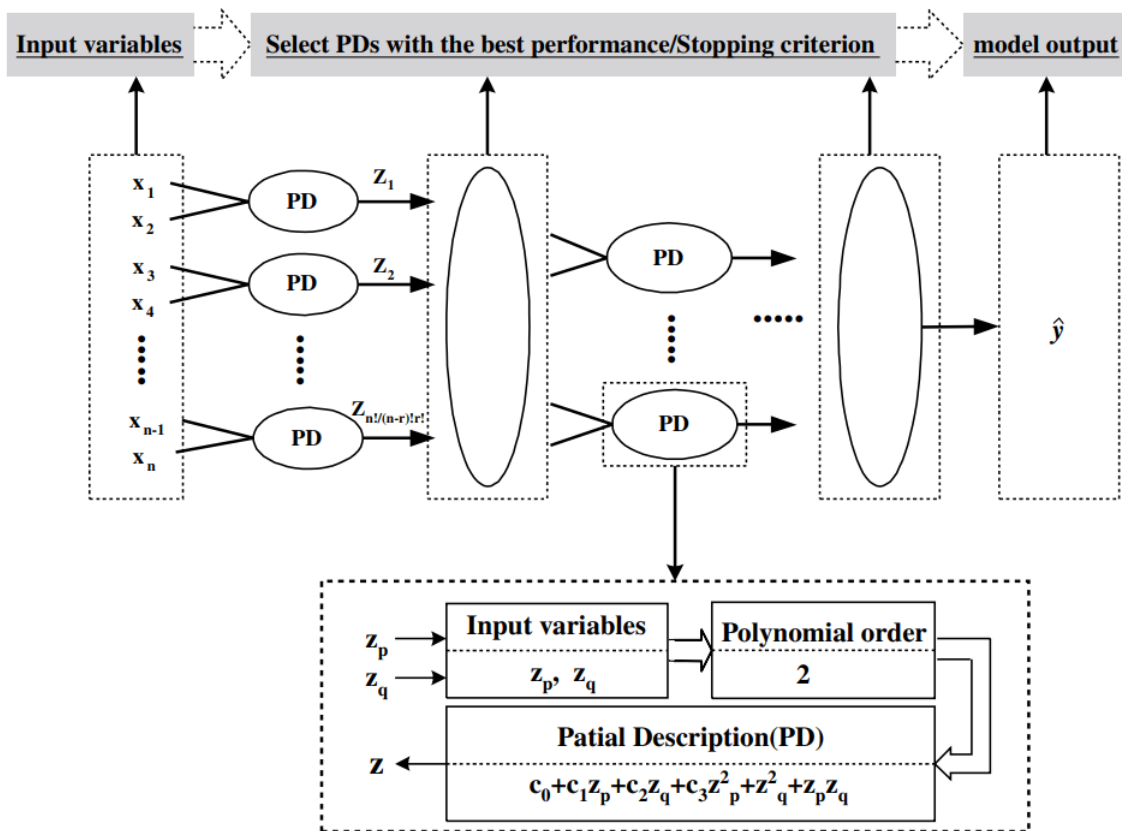 Input variables
Select PDs with the best performance/Stopping criterion
model output
x₁
x₂
x₃
x₄
xₙ₋₁
xₙ
PD
PD
PD
Z₁
Z₂
Zn!/(n-r)!r!
PD
PD
ŷ
zp
zq
Input variables
zp, zq
Polynomial order
2
Patial Description(PD)
c₀+c₁zp+c₂zq+c₃z²p+z²q+zpzq
z